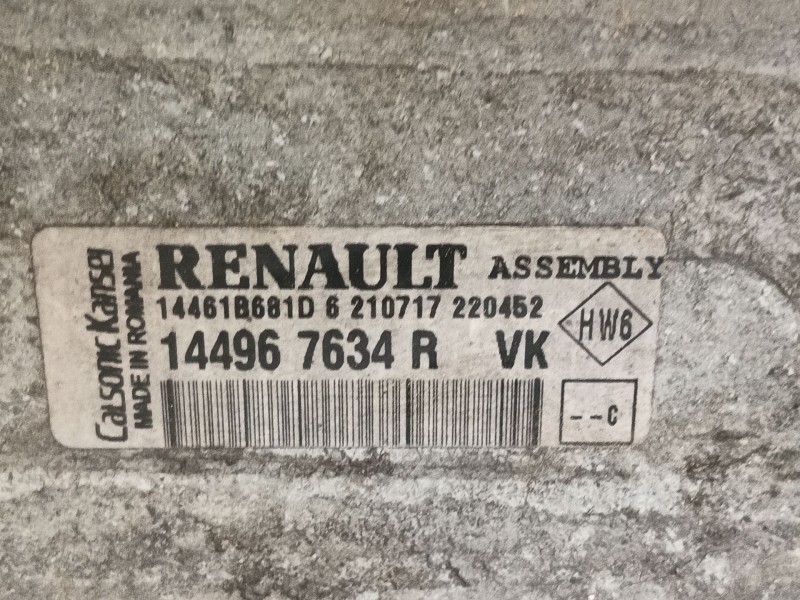 Calsonic Kansei
MADE IN ROMANIA
RENAULT ASSEMBLY
14461B681D 6 210717 220452
14496 7634 R VK
HW6
--C